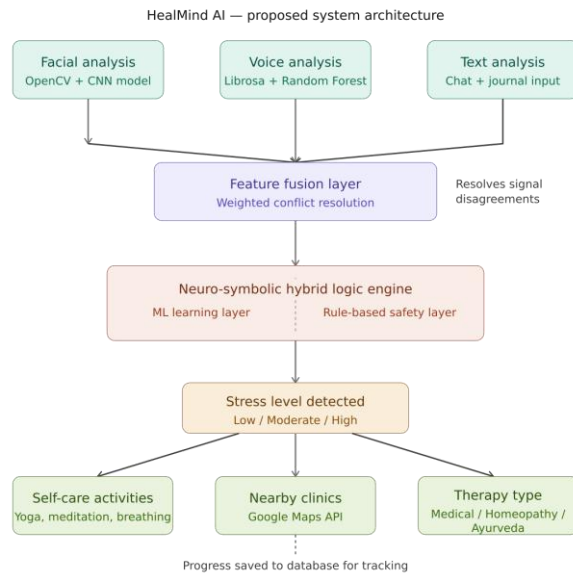 HealMind AI — proposed system architecture
Facial analysis
OpenCV + CNN model
Voice analysis
Librosa + Random Forest
Text analysis
Chat + journal input
Feature fusion layer
Weighted conflict resolution
Resolves signal
disagreements
Neuro-symbolic hybrid logic engine
ML learning layer
Rule-based safety layer
Stress level detected
Low / Moderate / High
Self-care activities
Yoga, meditation, breathing
Nearby clinics
Google Maps API
Therapy type
Medical / Homeopathy /
Ayurveda
Progress saved to database for tracking